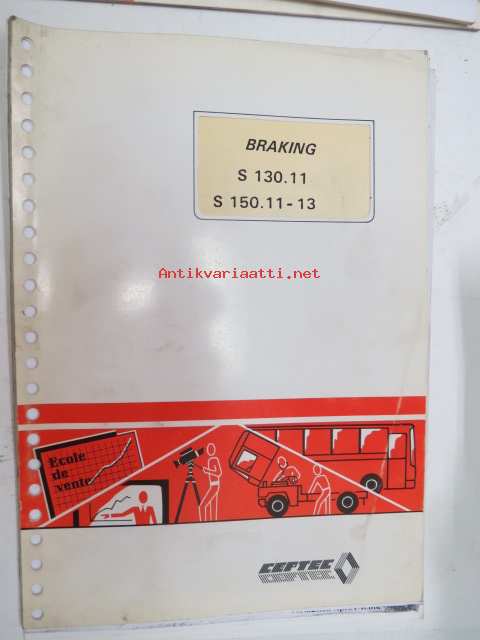 BRAKING
S 130.11
S 150.11-13
Antikvariaatti.net
Ecole
de
vente
CEFTEC